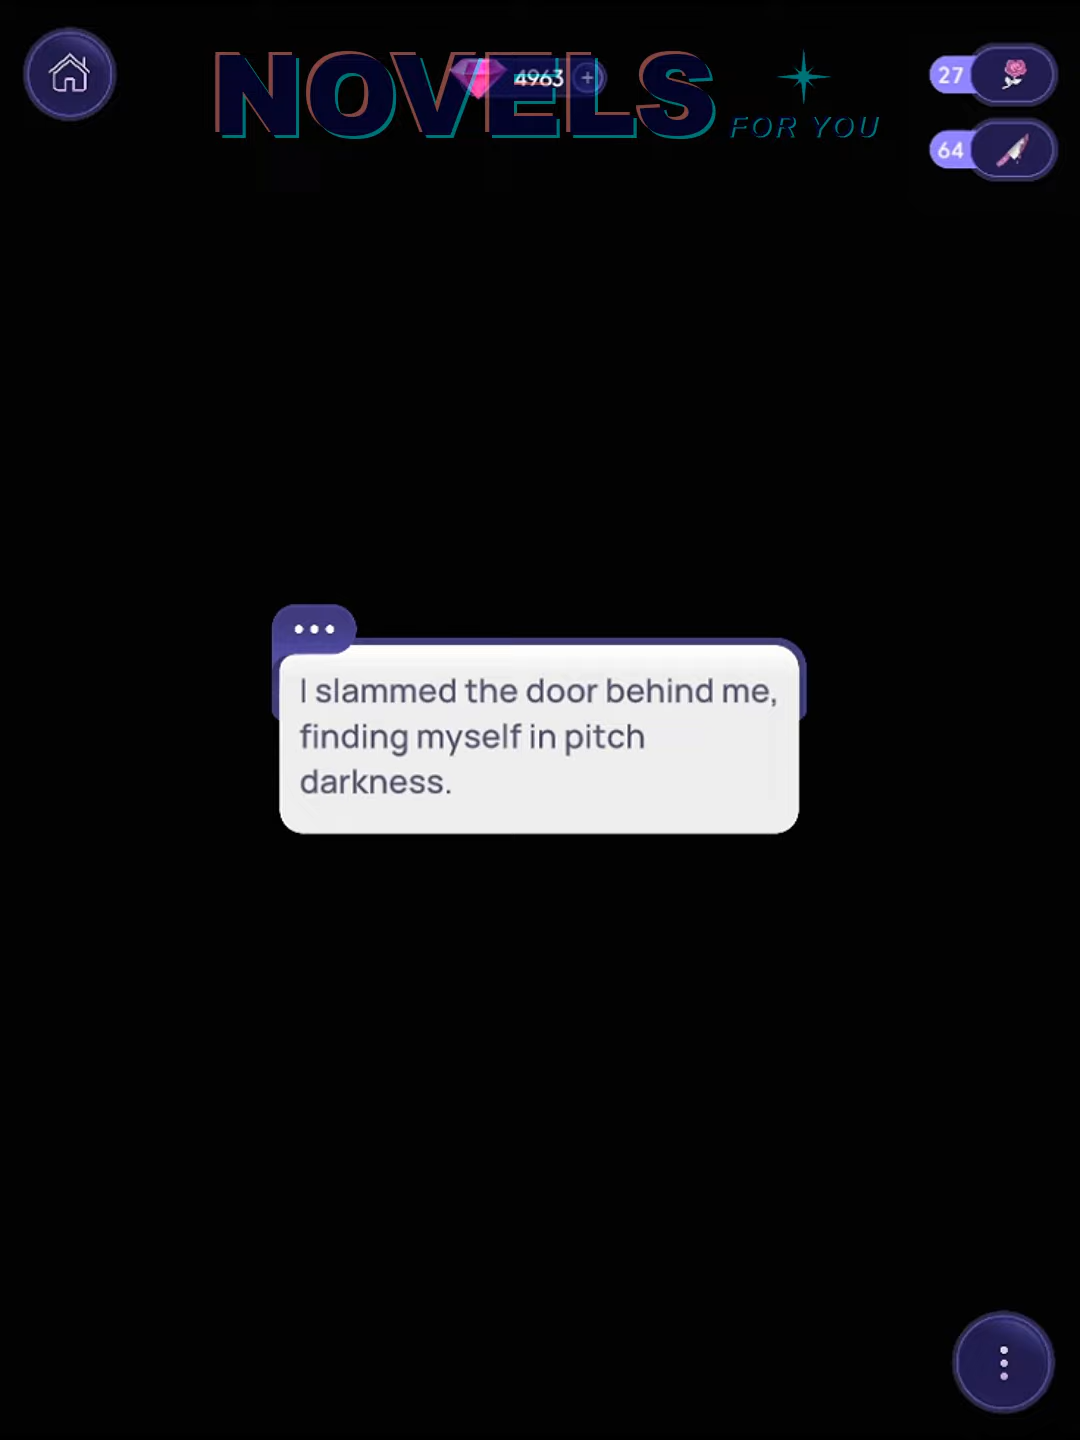 NOVELS
FOR YOU
4963
27
64
I slammed the door behind me,
finding myself in pitch
darkness.